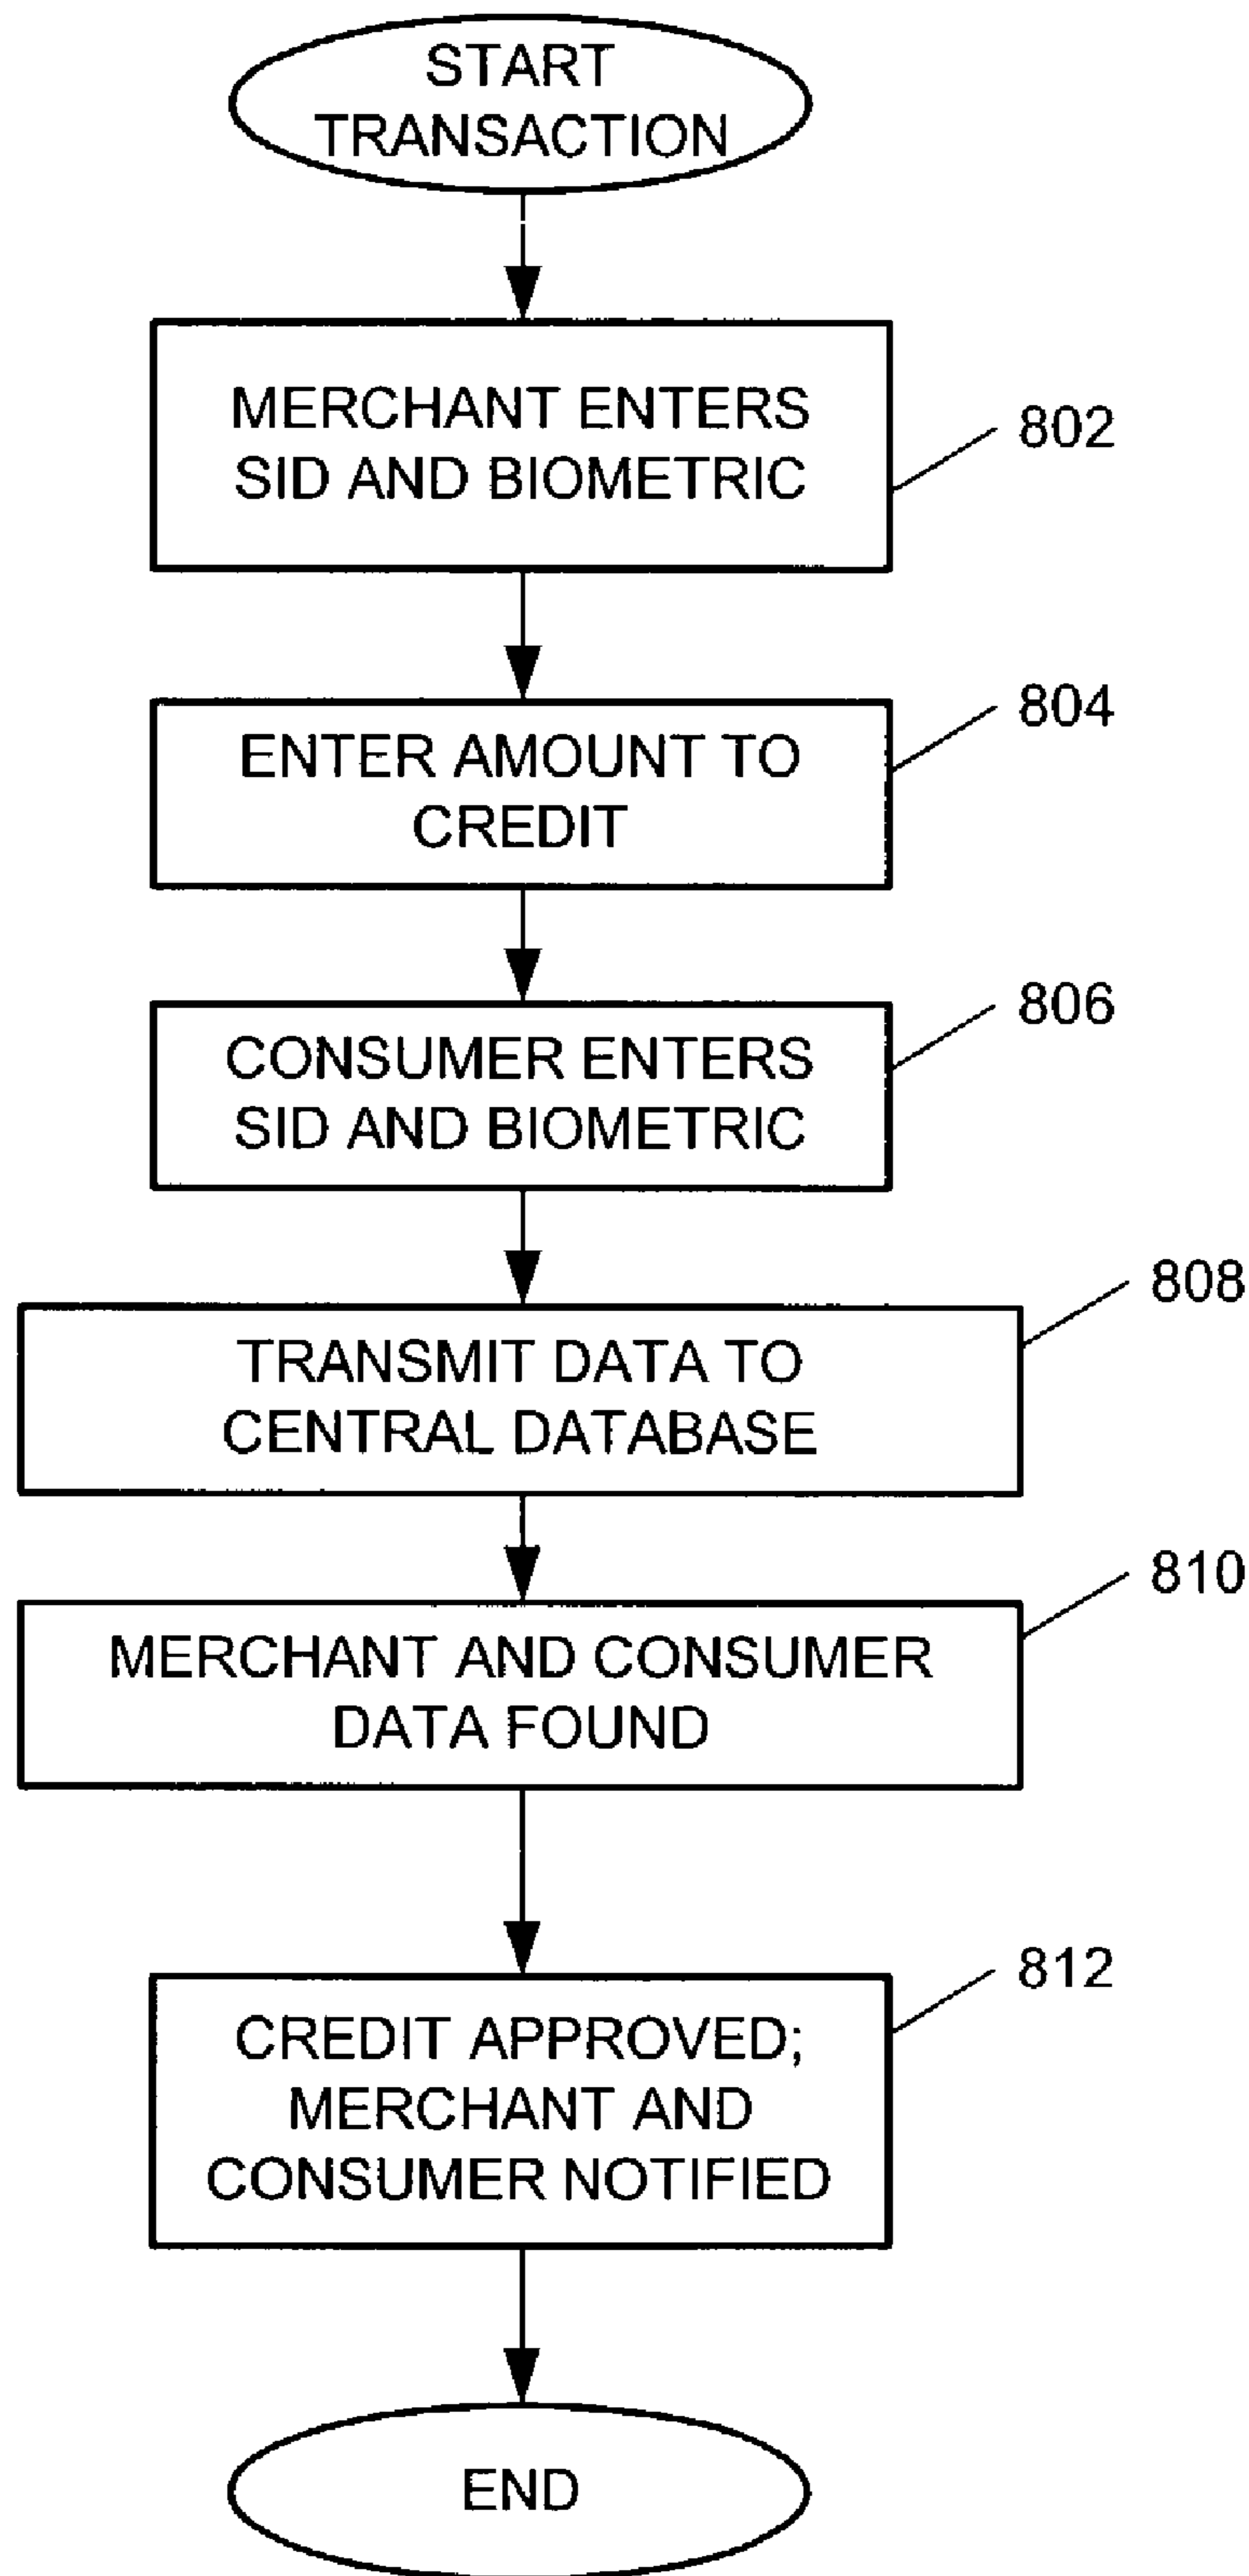 START
TRANSACTION
MERCHANT ENTERS
SID AND BIOMETRIC
802
ENTER AMOUNT TO
CREDIT
804
CONSUMER ENTERS
SID AND BIOMETRIC
806
TRANSMIT DATA TO
CENTRAL DATABASE
808
MERCHANT AND CONSUMER
DATA FOUND
810
CREDIT APPROVED;
MERCHANT AND
CONSUMER NOTIFIED
812
END